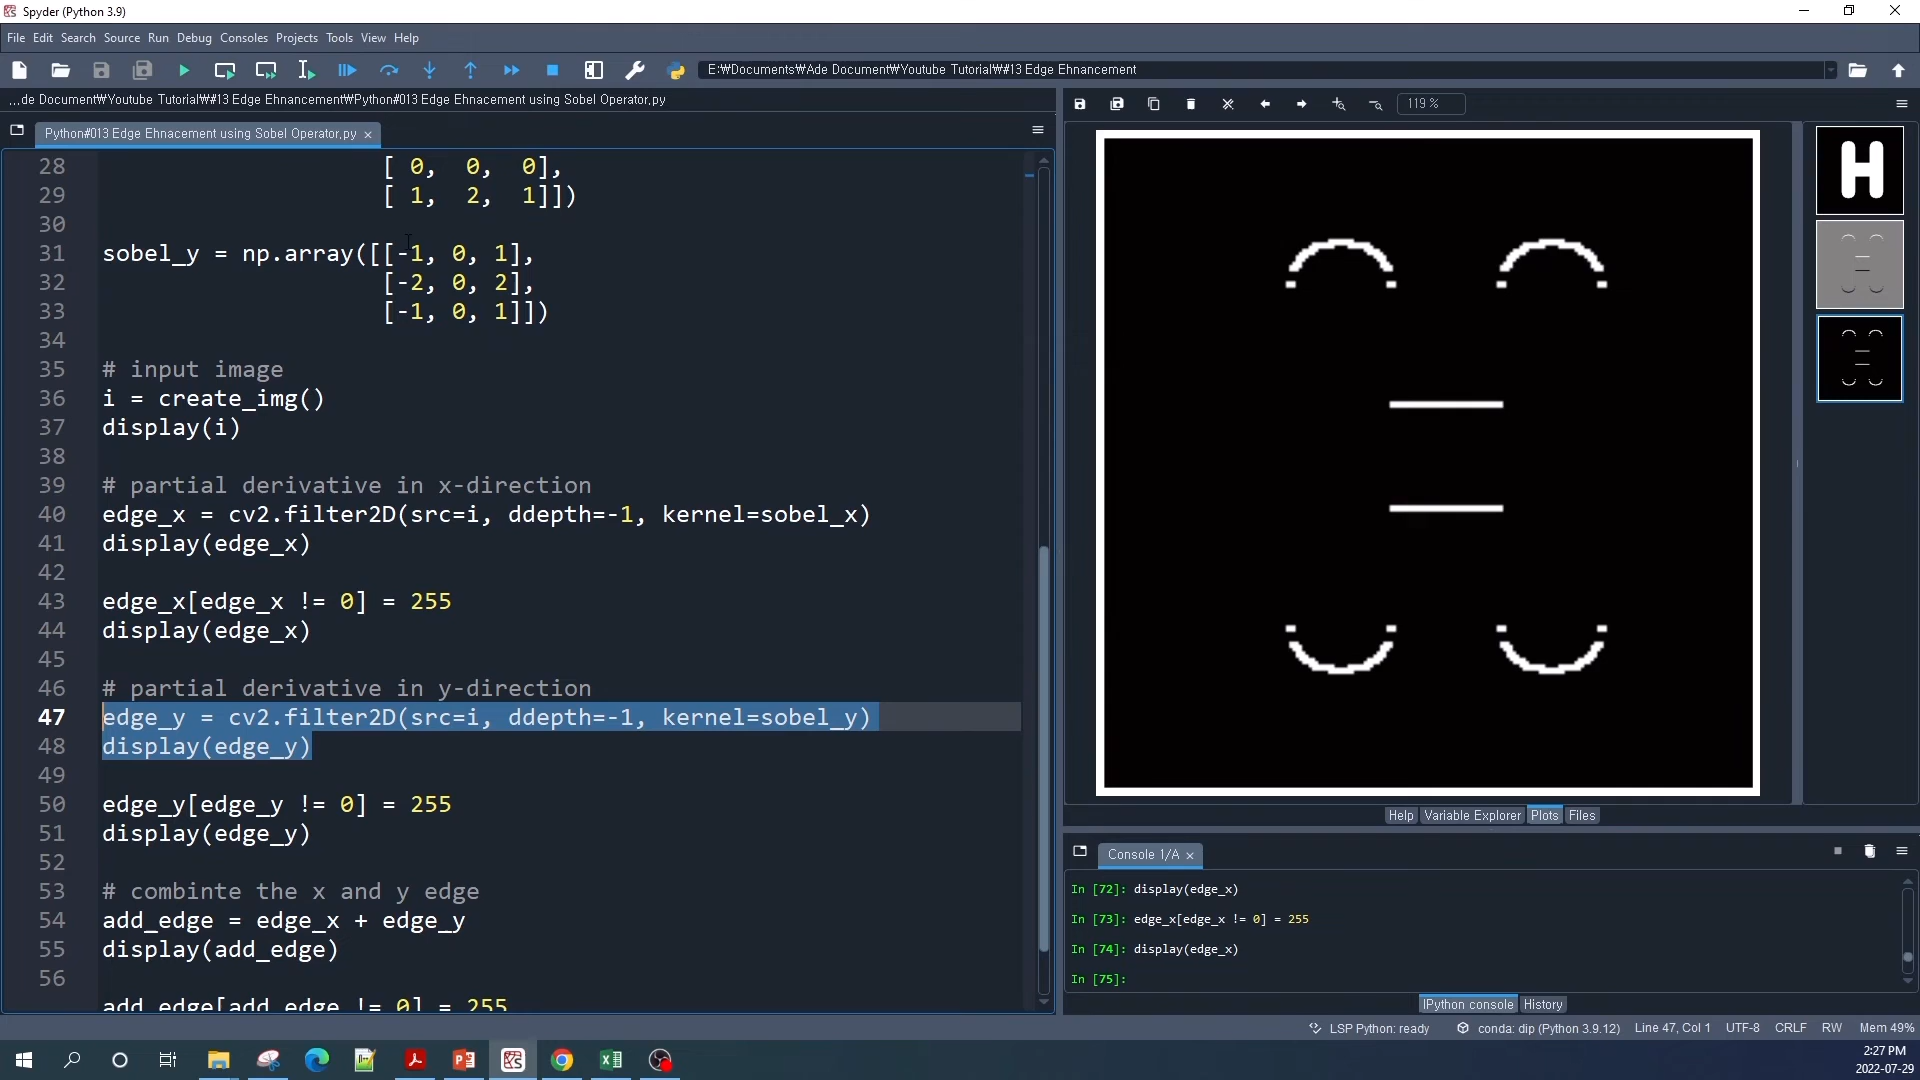 Spyder (Python 3.9)
File Edit Search Source Run Debug Consoles Projects Tools View Help
E:₩Documents₩Ade Document₩Youtube Tutorial₩#13 Edge Ehnancement
...de Document₩Youtube Tutorial₩#13 Edge Ehnancement₩Python#013 Edge Ehnacement using Sobel Operator.py
119 %
Python#013 Edge Ehnacement using Sobel Operator.py
28 [ 0, 0, 0],
29 [ 1, 2, 1]])
30
31 sobel_y = np.array([[-1, 0, 1],
32 [-2, 0, 2],
33 [-1, 0, 1]])
34
35 # input image
36 i = create_img()
37 display(i)
38
39 # partial derivative in x-direction
40 edge_x = cv2.filter2D(src=i, ddepth=-1, kernel=sobel_x)
41 display(edge_x)
42
43 edge_x[edge_x != 0] = 255
44 display(edge_x)
45
46 # partial derivative in y-direction
47 edge_y = cv2.filter2D(src=i, ddepth=-1, kernel=sobel_y)
48 display(edge_y)
49
50 edge_y[edge_y != 0] = 255
51 display(edge_y)
52
53 # combinte the x and y edge
54 add_edge = edge_x + edge_y
55 display(add_edge)
56
add_edge[add_edge != 0] = 255
H
Help Variable Explorer Plots Files
Console 1/A
In [72]: display(edge_x)
In [73]: edge_x[edge_x != 0] = 255
In [74]: display(edge_x)
In [75]:
IPython console History
LSP Python: ready conda: dip (Python 3.9.12) Line 47, Col 1 UTF-8 CRLF RW Mem 49%
2:27 PM
2022-07-29